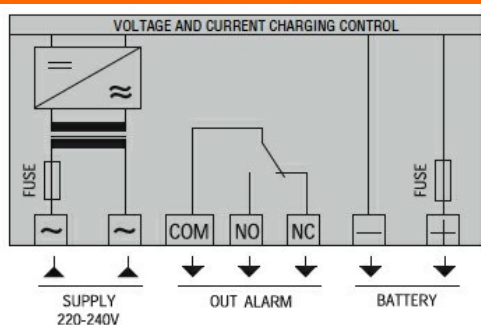 VOLTAGE AND CURRENT CHARGING CONTROL
FUSE
FUSE
~ ~ COM NO NC — +
SUPPLY OUT ALARM BATTERY
220-240V